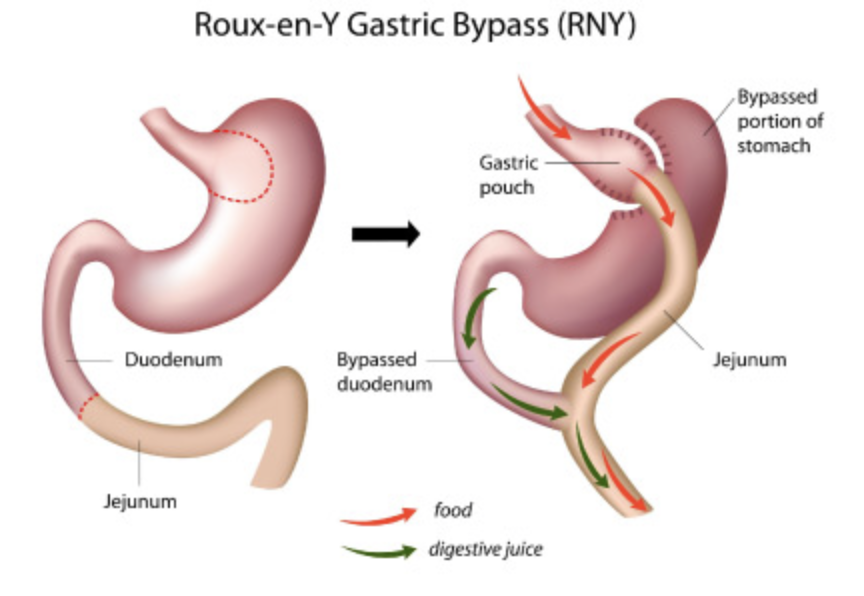 Roux-en-Y Gastric Bypass (RNY)
Bypassed
portion of
stomach
Gastric
pouch
Duodenum
Bypassed
duodenum
Jejunum
Jejunum
food
digestive juice